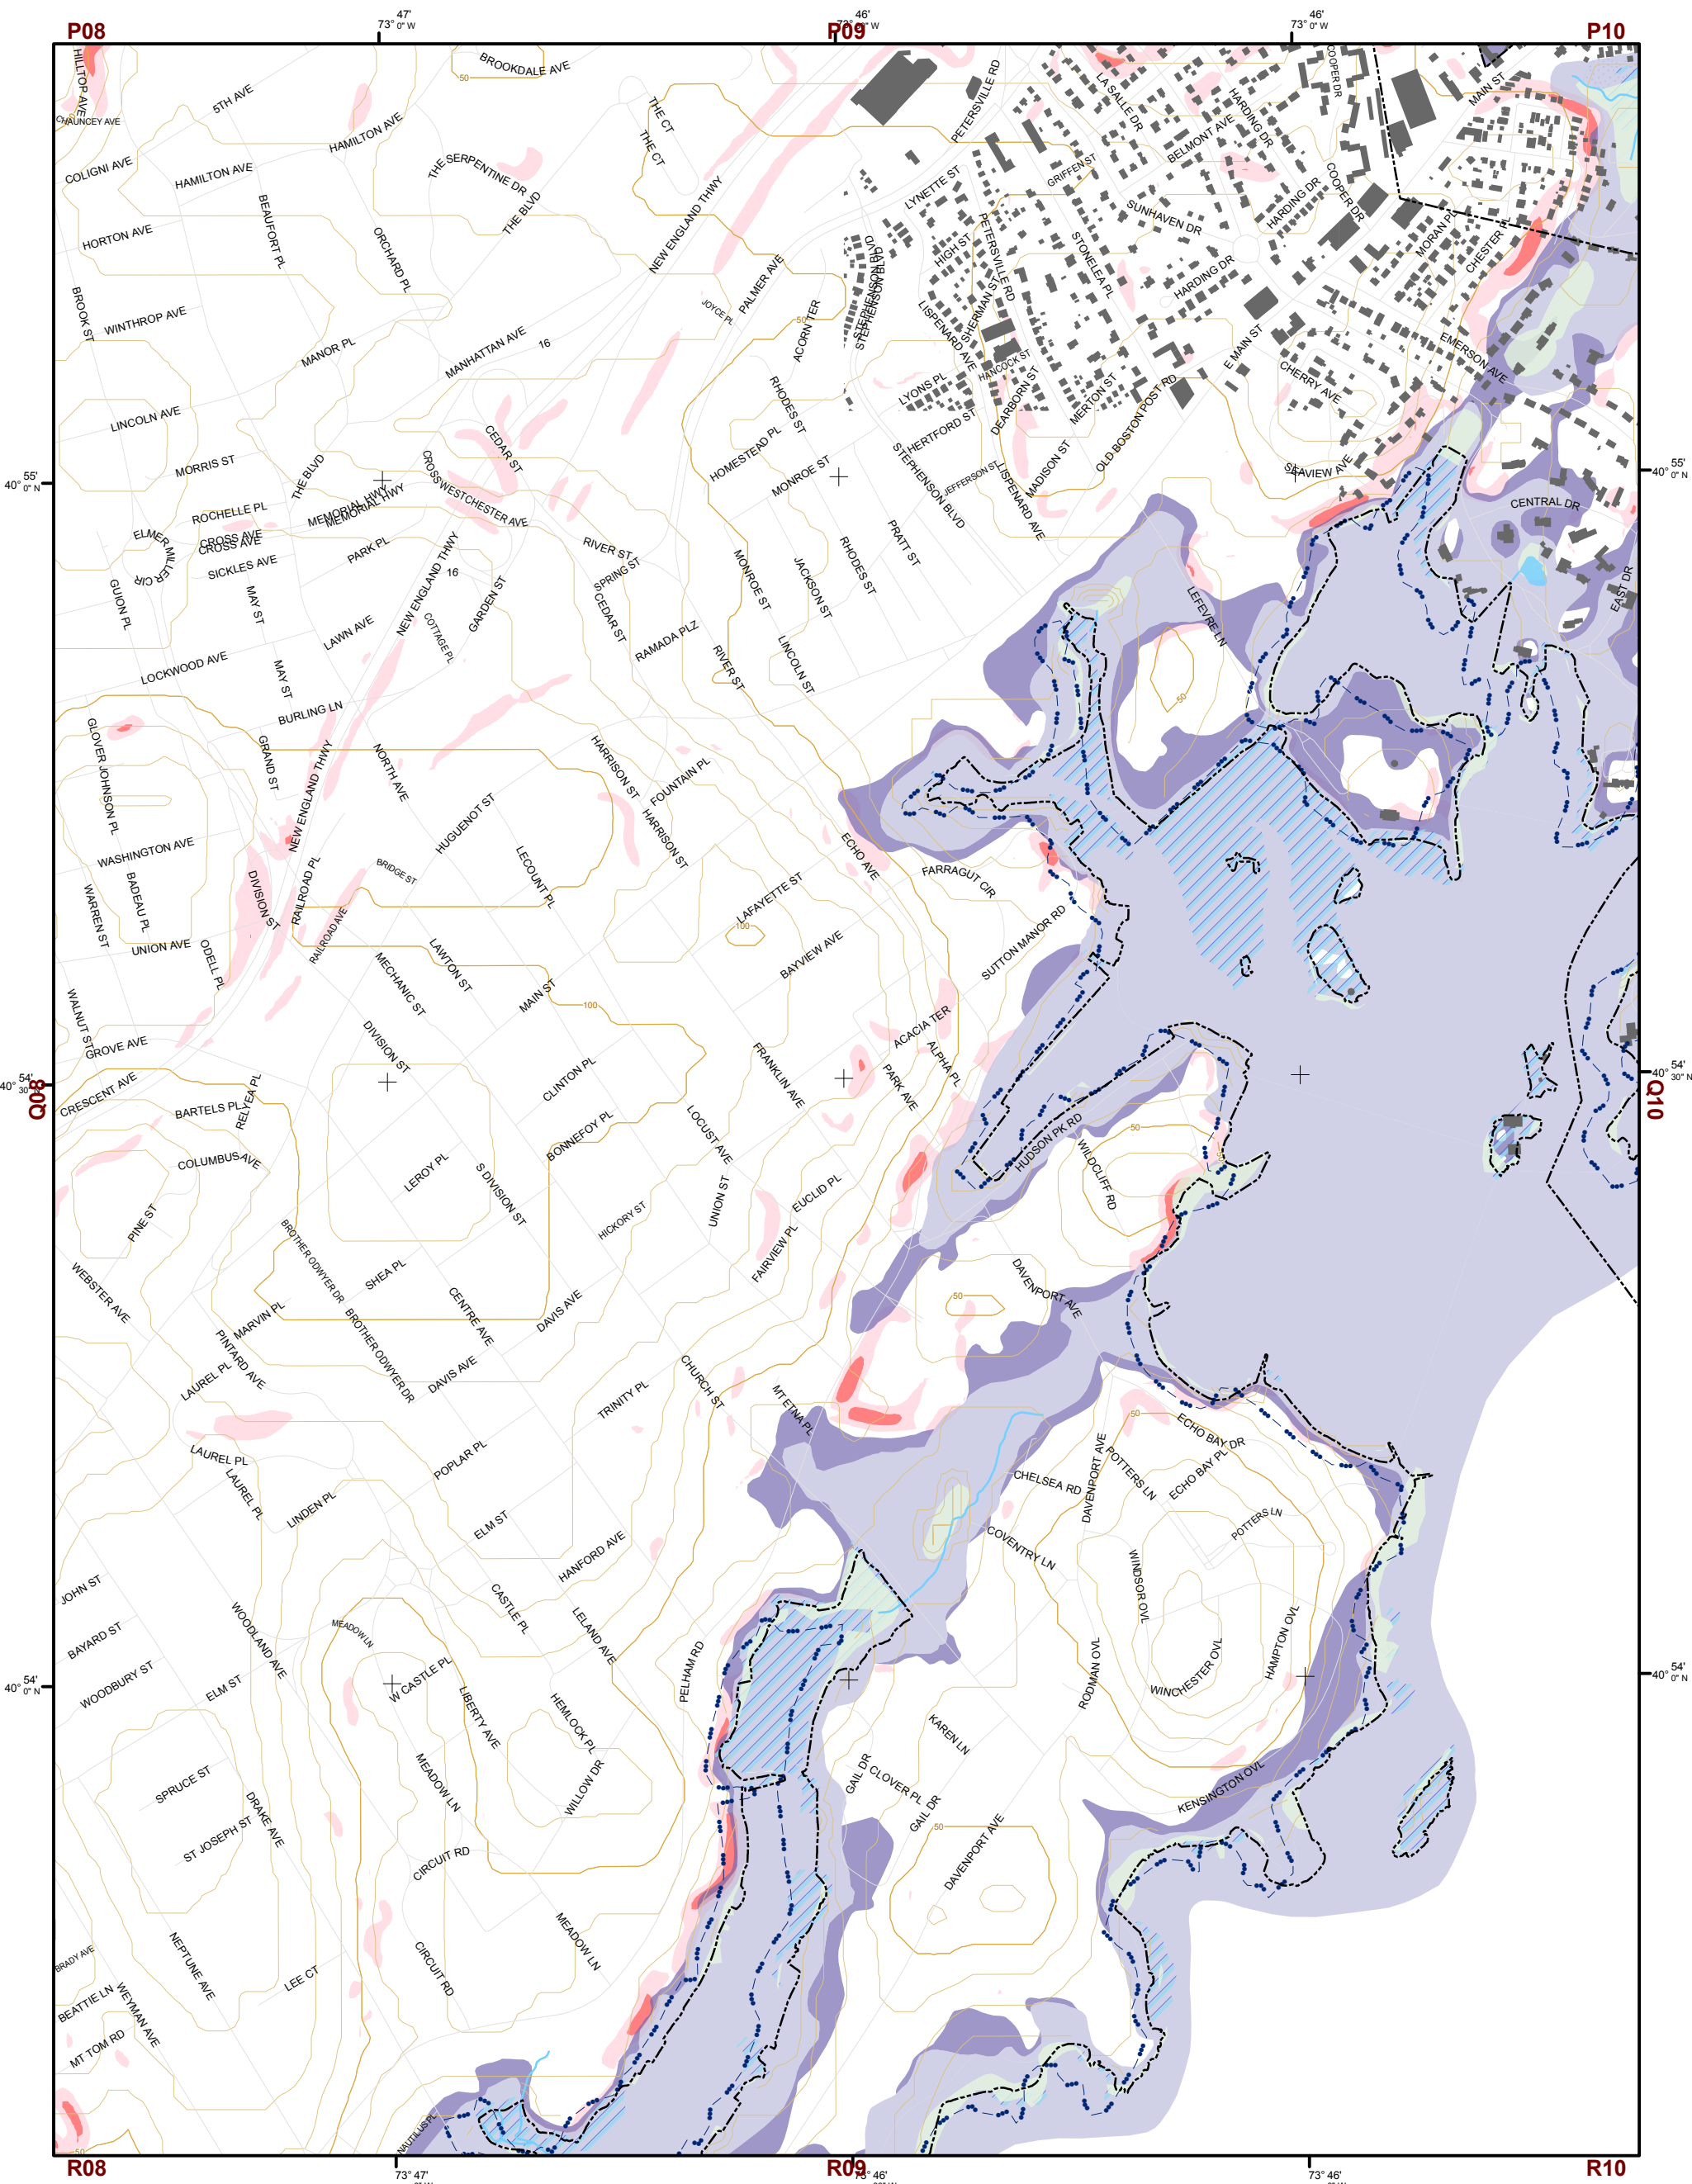 P08
47'
73° 0" W
P09
46'
73° 30" W
46'
73° 0" W
P10
HILLTOP AVE
CHAUNCEY AVE
5TH AVE
BROOKDALE AVE
50
HAMILTON AVE
THE CT
THE CT
PETERSVILLE RD
LA SALLE DR
HARDING DR
COOPER DR
MAIN ST
COLIGNI AVE
HAMILTON AVE
THE SERPENTINE DR
THE BLVD
NEW ENGLAND THWY
LYNETTE ST
GRIFFEN ST
BELMONT AVE
HARDING DR
COOPER DR
SUNHAVEN DR
MORAN PL
CHESTER PL
HORTON AVE
BEAUFORT PL
ORCHARD PL
HIGH ST
PETERSVILLE RD
STONELEA PL
HARDING DR
STEPHENSON BLVD
STEPHENSON BLVD
PALMER AVE
JOYCE PL
50
ACORN TER
BROOK ST
WINTHROP AVE
MANOR PL
MANHATTAN AVE
16
SHERMAN ST
LISPENARD AVE
HANCOCK ST
E MAIN ST
EMERSON AVE
CHERRY AVE
LYONS PL
DEARBORN ST
MERTON ST
OLD BOSTON POST RD
RHODES ST
LINCOLN AVE
MORRIS ST
THE BLVD
CEDAR ST
CROSS WESTCHESTER AVE
HOMESTEAD PL
MONROE ST
HERTFORD ST
STEPHENSON BLVD
JEFFERSON ST
LISPENARD AVE
MADISON ST
SEAVIEW AVE
CENTRAL DR
40° 55'
0" N
40° 55'
0" N
ROCHELLE PL
MEMORIAL HWY
MEMORIAL HWY
ELMER MILLER CIR
CROSS AVE
CROSS AVE
SICKLES AVE
PARK PL
NEW ENGLAND THWY
16
RIVER ST
SPRING ST
CEDAR ST
MONROE ST
JACKSON ST
RHODES ST
PRATT ST
EAST DR
LEFEVRE LN
GUION PL
MAY ST
LAWN AVE
COTTAGE PL
GARDEN ST
RAMADA PLZ
RIVER ST
LINCOLN ST
LOCKWOOD AVE
MAY ST
BURLING LN
50
GLOVER JOHNSON PL
GRAND ST
NEW ENGLAND THWY
NORTH AVE
HARRISON ST
FOUNTAIN PL
HARRISON ST
HUGUENOT ST
ECHO AVE
WASHINGTON AVE
BRIDGE ST
LECOUNT PL
FARRAGUT CIR
LAFAYETTE ST
WARREN ST
BADEAU PL
DIVISION ST
RAILROAD PL
RAILROAD AVE
100
SUTTON MANOR RD
UNION AVE
ODELL PL
MECHANIC ST
LAWTON ST
BAYVIEW AVE
MAIN ST
100
WALNUT ST
GROVE AVE
DIVISION ST
ACACIA TER
ALPHA PL
FRANKLIN AVE
PARK AVE
40° 54'
30" N
40° 54'
30" N
Q08
Q10
CRESCENT AVE
BARTELS PL
RELYEA PL
CLINTON PL
BONNEFOY PL
LOCUST AVE
HUDSON PK RD
50
WILDCLIFF RD
COLUMBUS AVE
LEROY PL
S DIVISION ST
UNION ST
EUCLID PL
PINE ST
BROTHER ODWYER DR
HICKORY ST
FAIRVIEW PL
WEBSTER AVE
SHEA PL
CENTRE AVE
DAVIS AVE
50
DAVENPORT AVE
MARVIN PL
PINTARD AVE
BROTHER ODWYER DR
LAUREL PL
DAVIS AVE
CHURCH ST
TRINITY PL
MT ETNA PL
50
ECHO BAY DR
LAUREL PL
POPLAR PL
DAVENPORT AVE
POTTERS LN
ECHO BAY PL
CHELSEA RD
LAUREL PL
LINDEN PL
ELM ST
POTTERS LN
COVENTRY LN
HANFORD AVE
WINDSOR OVL
JOHN ST
WOODLAND AVE
CASTLE PL
LELAND AVE
HAMPTON OVL
BAYARD ST
MEADOW LN
PELHAM RD
RODMAN OVL
WINCHESTER OVL
WOODBURY ST
ELM ST
W CASTLE PL
40° 54'
0" N
40° 54'
0" N
LIBERTY AVE
HEMLOCK PL
KAREN LN
SPRUCE ST
MEADOW LN
WILLOW DR
GAIL DR
CLOVER PL
GAIL DR
KENSINGTON OVL
ST JOSEPH ST
DRAKE AVE
50
DAVENPORT AVE
CIRCUIT RD
BRADY AVE
NEPTUNE AVE
CIRCUIT RD
MEADOW LN
LEE CT
BEATTIE LN
WEYMAN AVE
MT TOM RD
NAUTILUS PL
50
R08
73° 47'
R09
73° 46'
73° 46'
R10